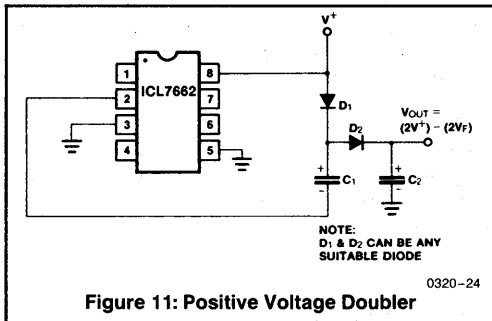 V+
1
2
3
4
ICL7662
8
7
6
5
D1
D2
VOUT =
(2V+) - (2VF)
+
-
C1
+
-
C2
NOTE:
D1 & D2 CAN BE ANY
SUITABLE DIODE
0320-24
Figure 11: Positive Voltage Doubler